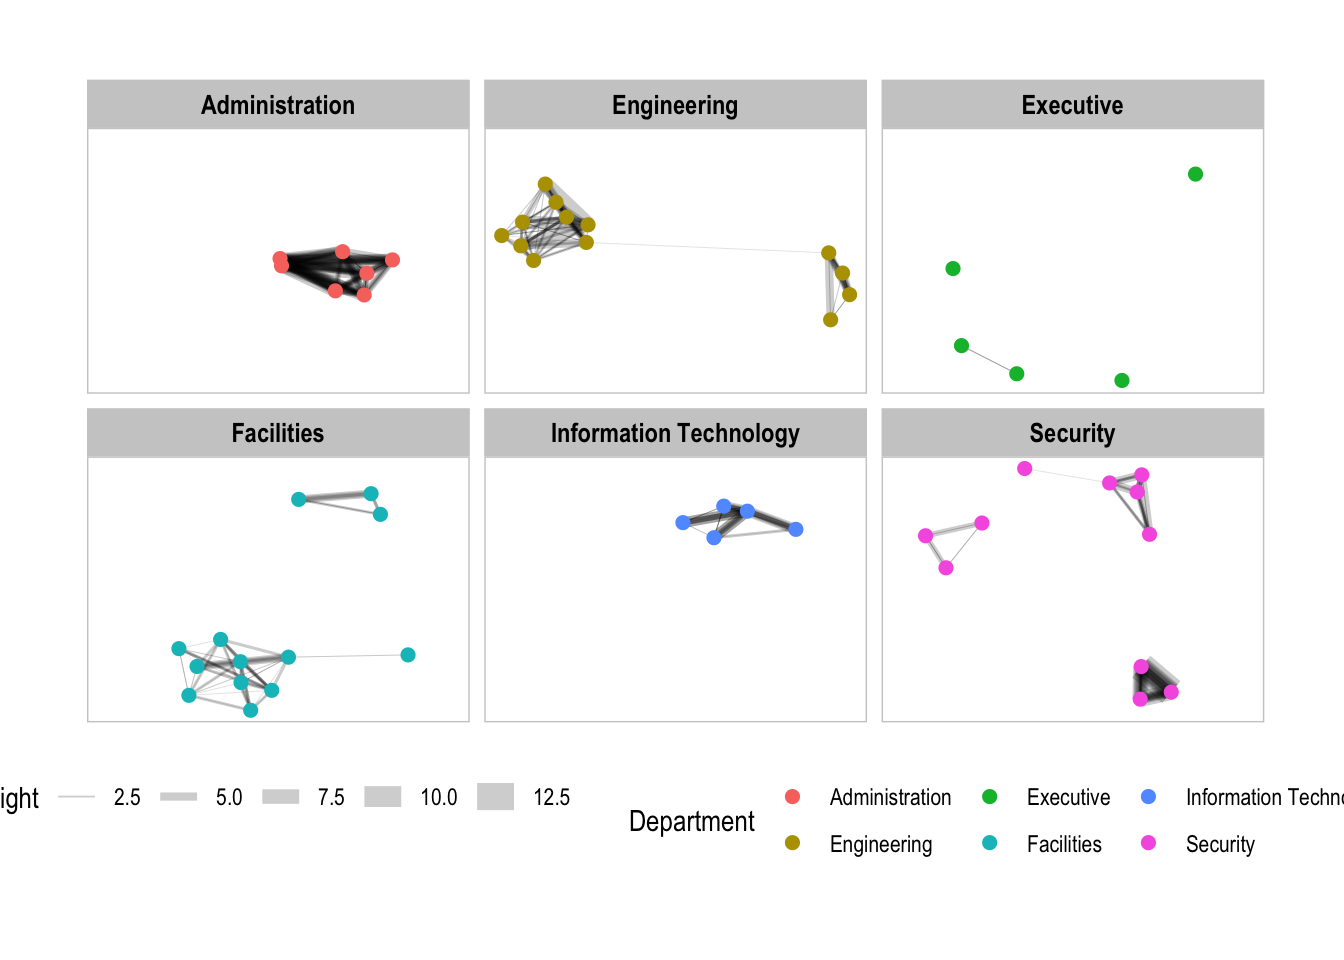 Administration
Engineering
Executive
Facilities
Information Technology
Security
ight 2.5 5.0 7.5 10.0 12.5
Department
Administration Executive Information Techn
Engineering Facilities Security